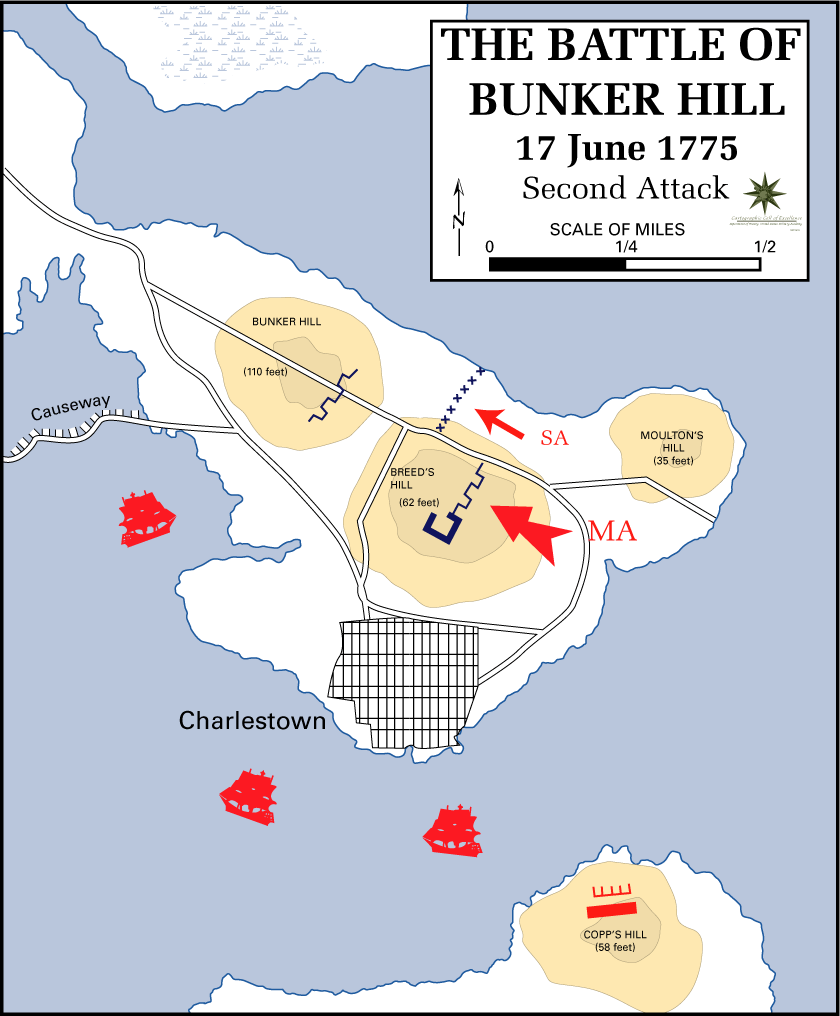 THE BATTLE OF
BUNKER HILL
17 June 1775
Second Attack
N
Cartographic Cell of Excellence
SCALE OF MILES
0 1/4 1/2
BUNKER HILL
(110 feet)
Causeway
SA
MOULTON'S
HILL
(35 feet)
BREED'S
HILL
(62 feet)
MA
Charlestown
COPP'S HILL
(58 feet)